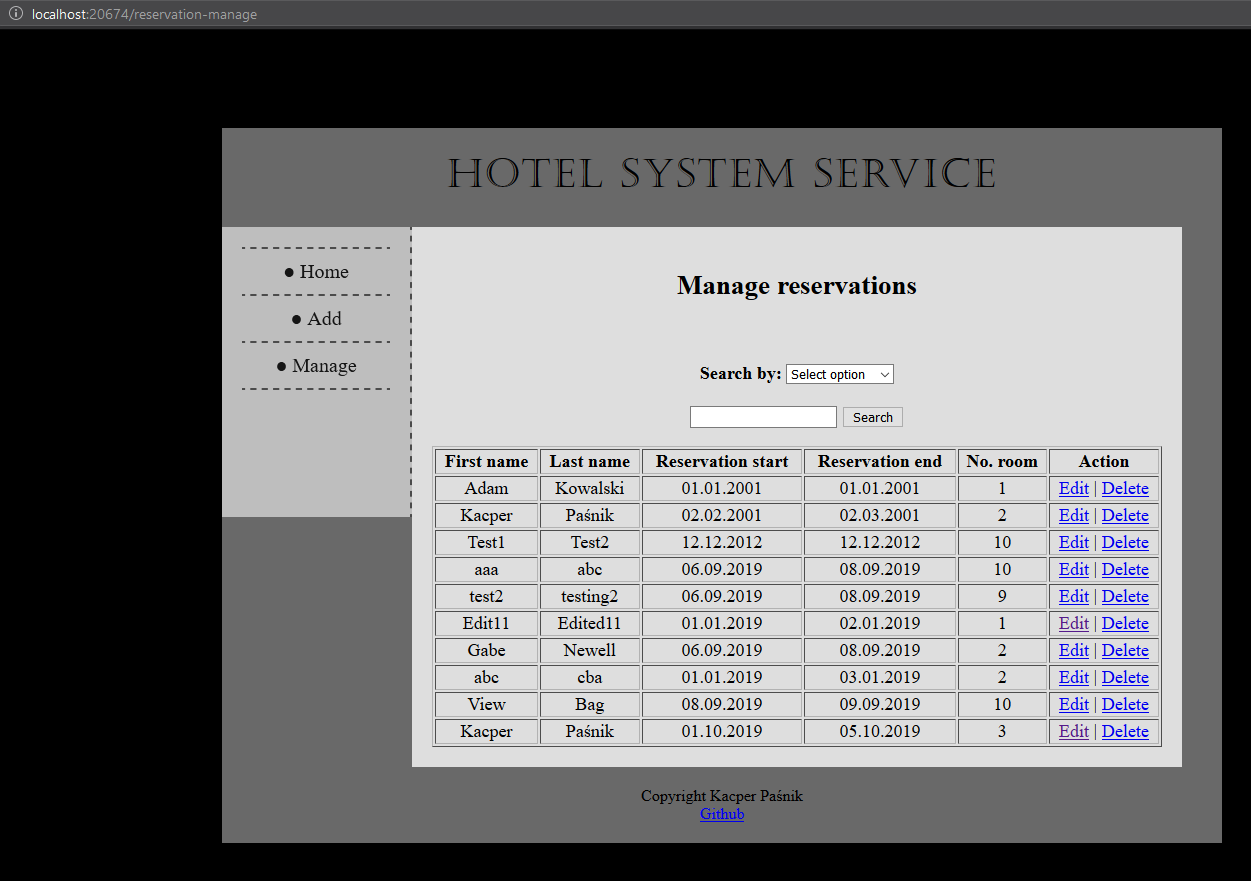 localhost:20674/reservation-manage
HOTEL SYSTEM SERVICE
● Home
● Add
● Manage
Manage reservations
Search by: Select option
Search
First name Last name Reservation start Reservation end No. room Action
Adam Kowalski 01.01.2001 01.01.2001 1 Edit | Delete
Kacper Paśnik 02.02.2001 02.03.2001 2 Edit | Delete
Test1 Test2 12.12.2012 12.12.2012 10 Edit | Delete
aaa abc 06.09.2019 08.09.2019 10 Edit | Delete
test2 testing2 06.09.2019 08.09.2019 9 Edit | Delete
Edit11 Edited11 01.01.2019 02.01.2019 1 Edit | Delete
Gabe Newell 06.09.2019 08.09.2019 2 Edit | Delete
abc cba 01.01.2019 03.01.2019 2 Edit | Delete
View Bag 08.09.2019 09.09.2019 10 Edit | Delete
Kacper Paśnik 01.10.2019 05.10.2019 3 Edit | Delete
Copyright Kacper Paśnik
Github